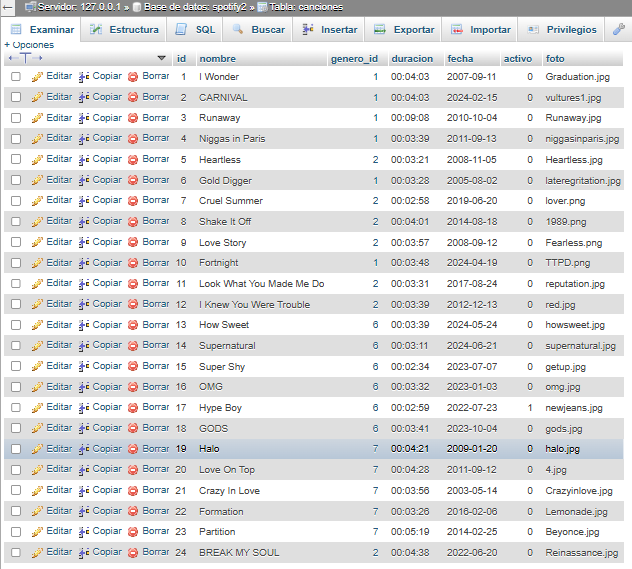 Servidor: 127.0.0.1 » Base de datos: spotify2 » Tabla: canciones
Examinar Estructura SQL Buscar Insertar Exportar Importar Privilegios
+ Opciones
id nombre genero_id duracion fecha activo foto
Editar Copiar Borrar 1 I Wonder 1 00:04:03 2007-09-11 0 Graduation.jpg
Editar Copiar Borrar 2 CARNIVAL 1 00:04:03 2024-02-15 0 vultures1.jpg
Editar Copiar Borrar 3 Runaway 1 00:09:08 2010-10-04 0 Runaway.jpg
Editar Copiar Borrar 4 Niggas in Paris 1 00:03:39 2011-09-13 0 niggasinparis.jpg
Editar Copiar Borrar 5 Heartless 2 00:03:21 2008-11-05 0 Heartless.jpg
Editar Copiar Borrar 6 Gold Digger 1 00:03:28 2005-08-02 0 lateregritation.jpg
Editar Copiar Borrar 7 Cruel Summer 2 00:02:58 2019-06-20 0 lover.png
Editar Copiar Borrar 8 Shake It Off 2 00:04:01 2014-08-18 0 1989.png
Editar Copiar Borrar 9 Love Story 2 00:03:57 2008-09-12 0 Fearless.png
Editar Copiar Borrar 10 Fortnight 1 00:03:48 2024-04-19 0 TTPD.png
Editar Copiar Borrar 11 Look What You Made Me Do 2 00:03:31 2017-08-24 0 reputation.jpg
Editar Copiar Borrar 12 I Knew You Were Trouble 2 00:03:39 2012-12-13 0 red.jpg
Editar Copiar Borrar 13 How Sweet 6 00:03:39 2024-05-24 0 howsweet.jpg
Editar Copiar Borrar 14 Supernatural 6 00:03:11 2024-06-21 0 supernatural.jpg
Editar Copiar Borrar 15 Super Shy 6 00:02:34 2023-07-07 0 getup.jpg
Editar Copiar Borrar 16 OMG 6 00:03:32 2023-01-03 0 omg.jpg
Editar Copiar Borrar 17 Hype Boy 6 00:02:59 2022-07-23 1 newjeans.jpg
Editar Copiar Borrar 18 GODS 6 00:03:41 2023-10-04 0 gods.jpg
Editar Copiar Borrar 19 Halo 7 00:04:21 2009-01-20 0 halo.jpg
Editar Copiar Borrar 20 Love On Top 7 00:04:28 2011-09-12 0 4.jpg
Editar Copiar Borrar 21 Crazy In Love 7 00:03:56 2003-05-14 0 Crazyinlove.jpg
Editar Copiar Borrar 22 Formation 7 00:03:26 2016-02-06 0 Lemonade.jpg
Editar Copiar Borrar 23 Partition 7 00:05:19 2014-02-25 0 Beyonce.jpg
Editar Copiar Borrar 24 BREAK MY SOUL 2 00:04:38 2022-06-20 0 Reinassance.jpg